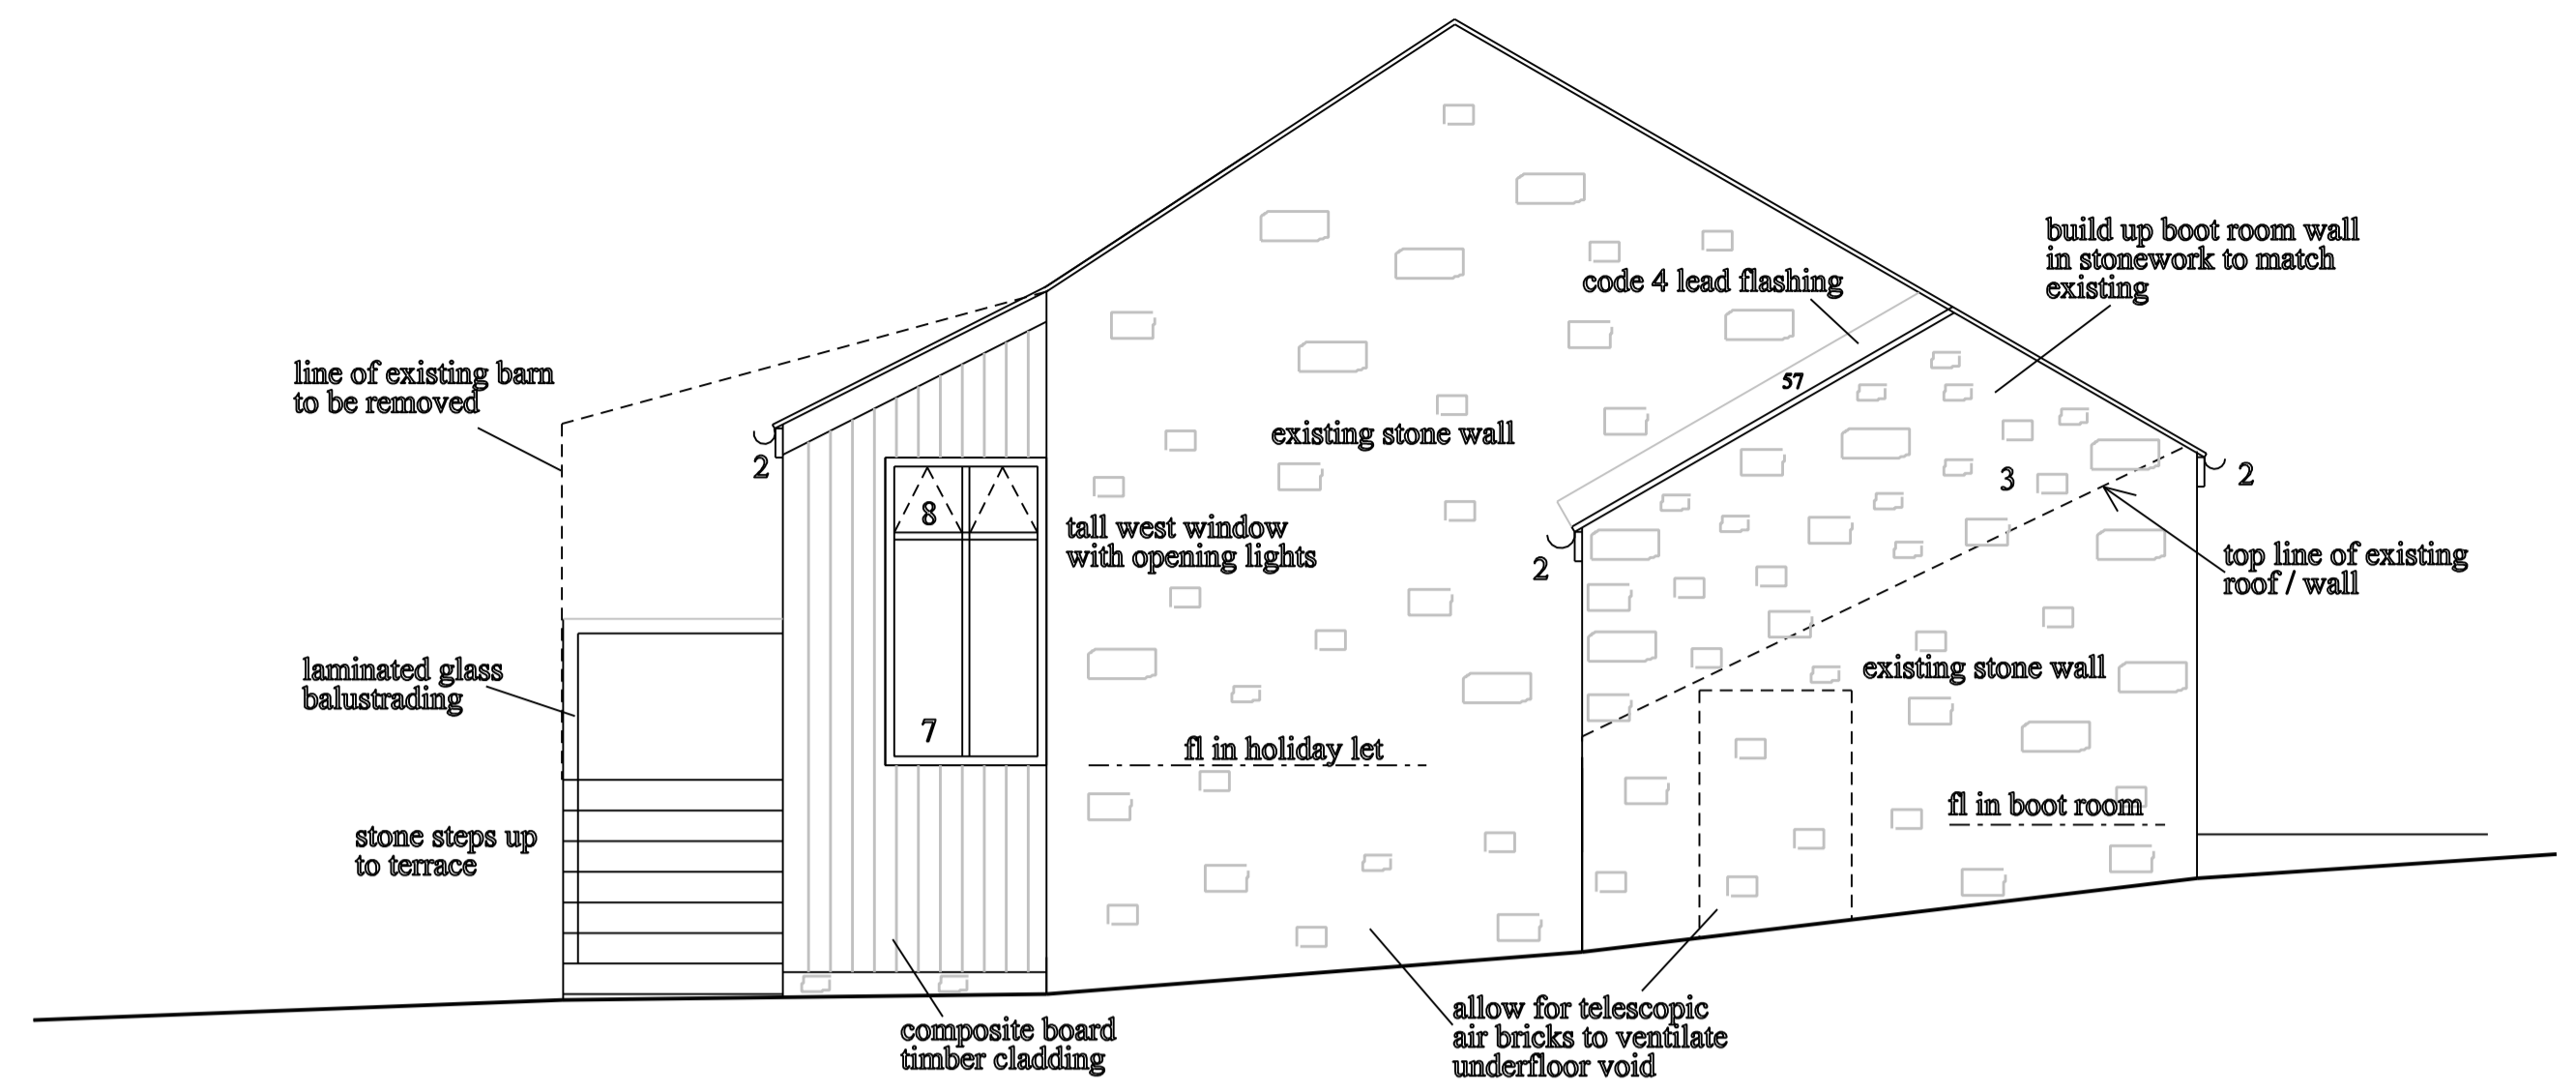 build up boot room wall
in stonework to match
existing
code 4 lead flashing
line of existing barn
to be removed
57
existing stone wall
2
3
2
8
tall west window
with opening lights
2
top line of existing
roof / wall
laminated glass
balustrading
existing stone wall
7
fl in holiday let
fl in boot room
stone steps up
to terrace
allow for telescopic
air bricks to ventilate
underfloor void
composite board
timber cladding